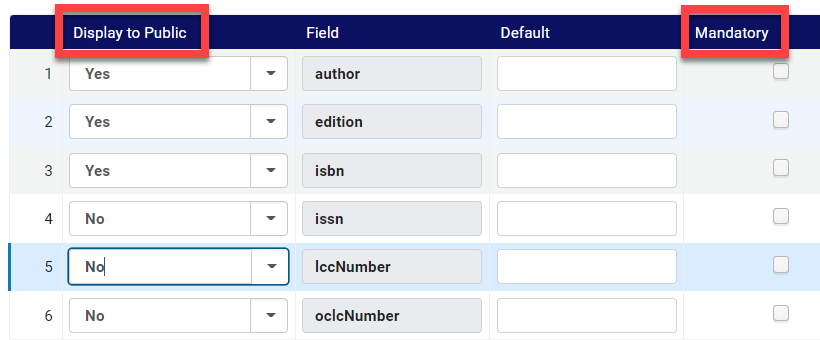 Display to Public Field Default Mandatory
1 Yes author
2 Yes edition
3 Yes isbn
4 No issn
5 No lccNumber
6 No oclcNumber